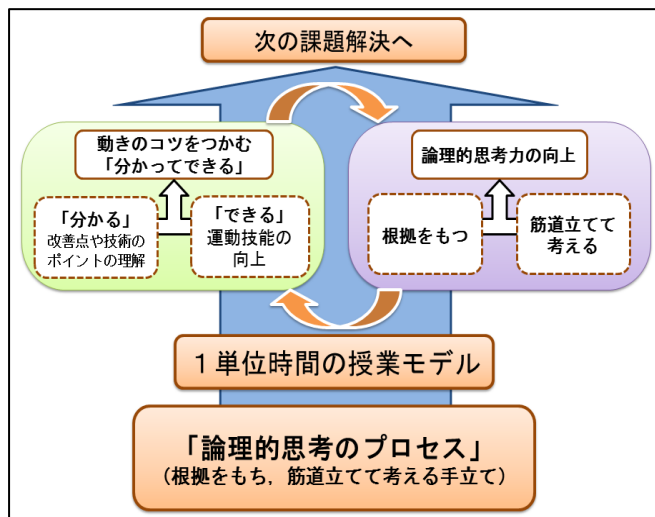 次の課題解決へ
動きのコツをつかむ
「分かってできる」
「分かる」
改善点や技術の
ポイントの理解
「できる」
運動技能の
向上
論理的思考力の向上
根拠をもつ
筋道立てて
考える
１単位時間の授業モデル
「論理的思考のプロセス」
（根拠をもち，筋道立てて考える手立て）